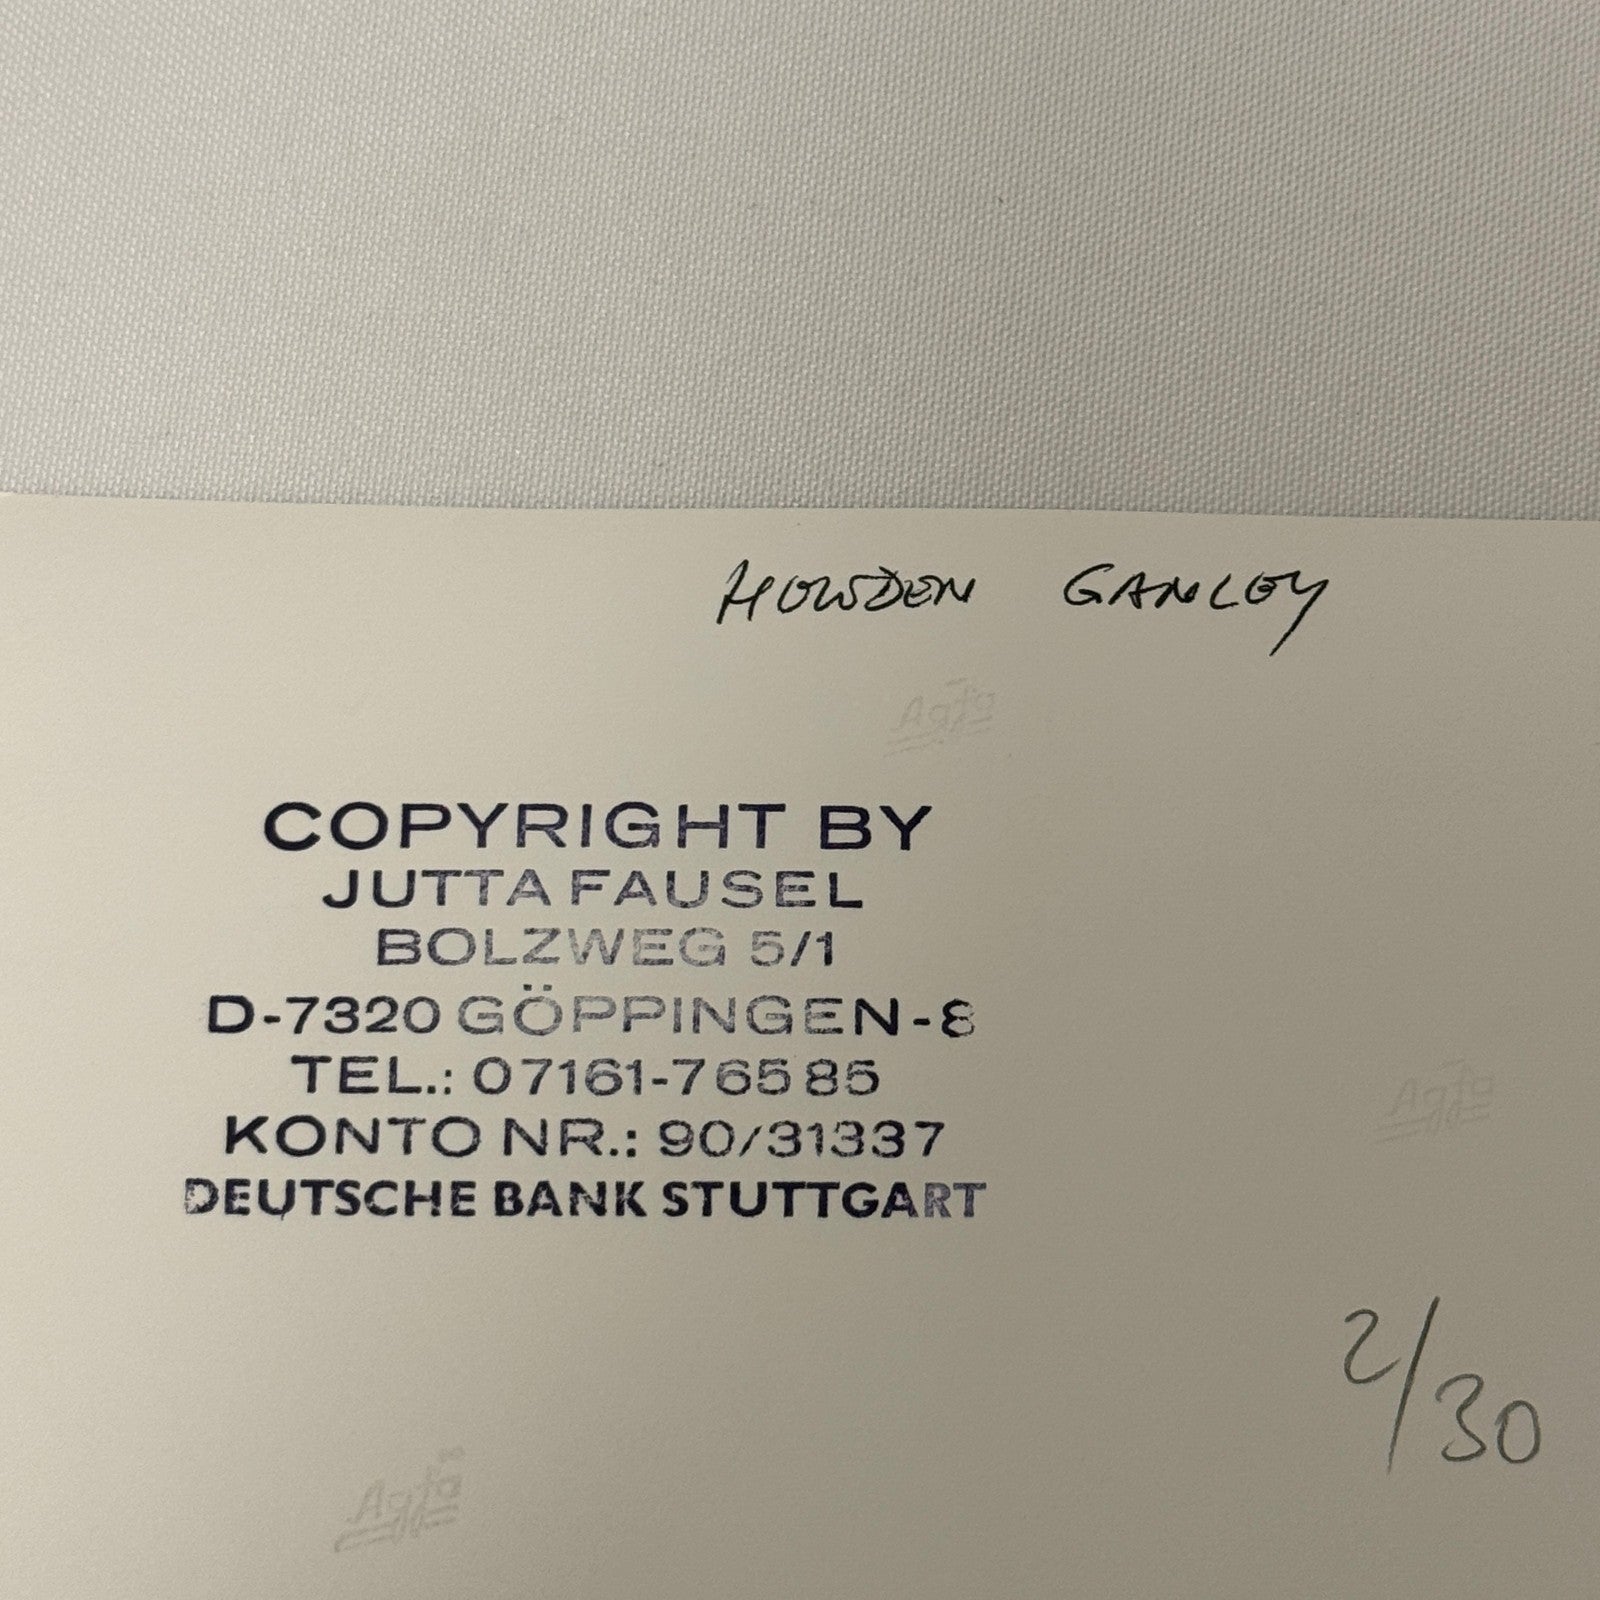 HOWDEN GANLEY
COPYRIGHT BY
JUTTA FAUSEL
BOLZWEG 5/1
D-7320 GÖPPINGEN-8
TEL.: 07161-76585
KONTO NR.: 90/31337
DEUTSCHE BANK STUTTGART
2/30